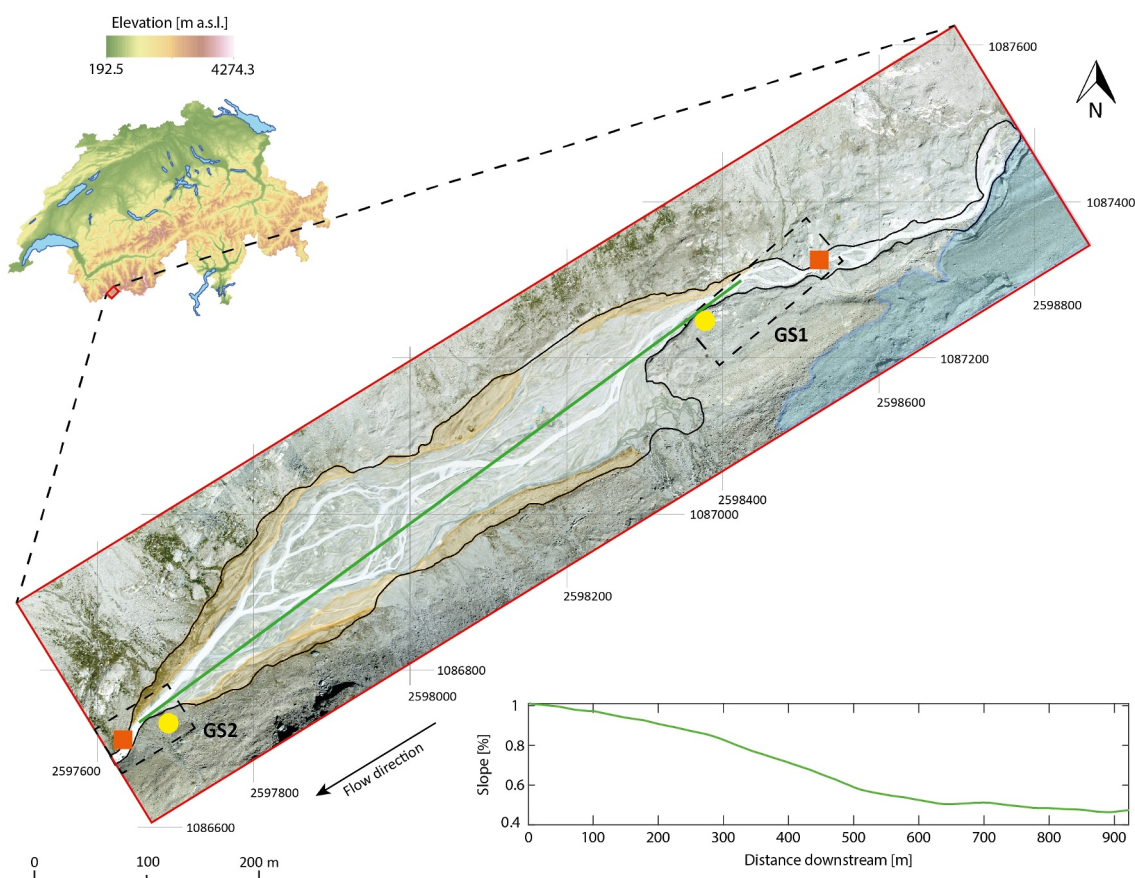 Elevation [m a.s.l.]
192.5 4274.3
1087600
N
1087400
2598800
GS1
1087200
2598600
2598400
1087000
2598200
1086800
2598000
GS2
2597600
Flow direction
2597800
1086600
0 100 200 m
Slope [%]
1
0.8
0.6
0.4
0 100 200 300 400 500 600 700 800 900
Distance downstream [m]